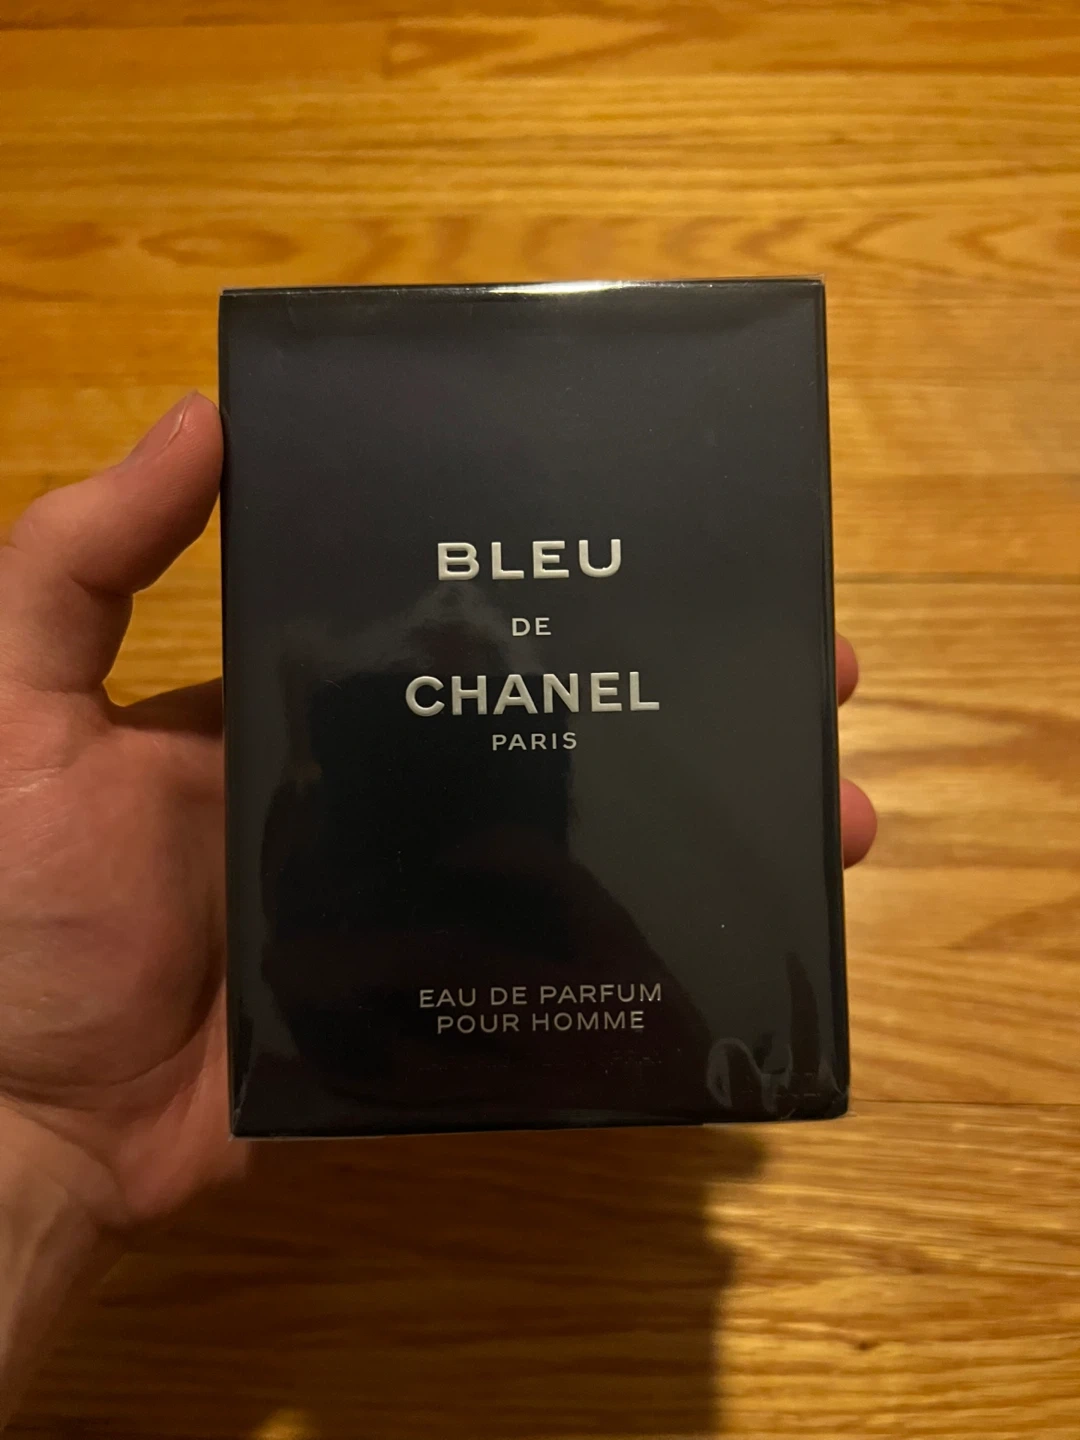 BLEU
DE
CHANEL
PARIS
EAU DE PARFUM
POUR HOMME